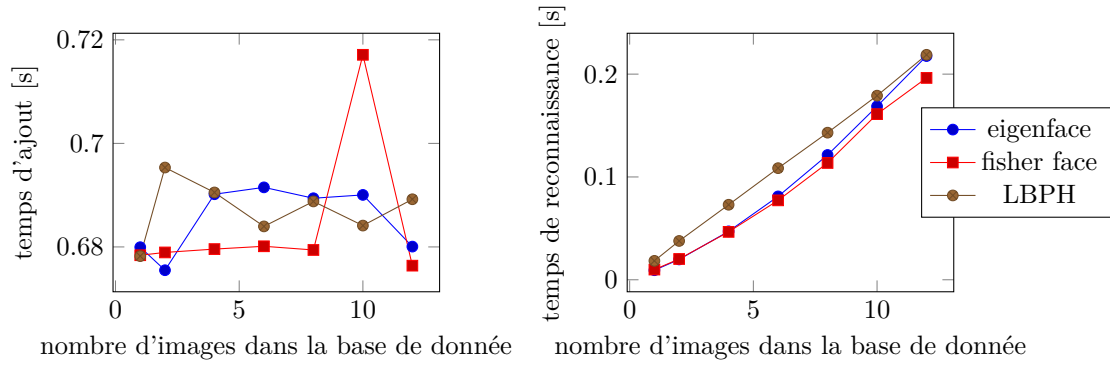 temps d'ajout [s]
0.72
0.7
0.68
0
5
10
nombre d'images dans la base de donnée
temps de reconnaissance [s]
0.2
0.1
0
0
5
10
nombre d'images dans la base de donnée
eigenface
fisher face
LBPH